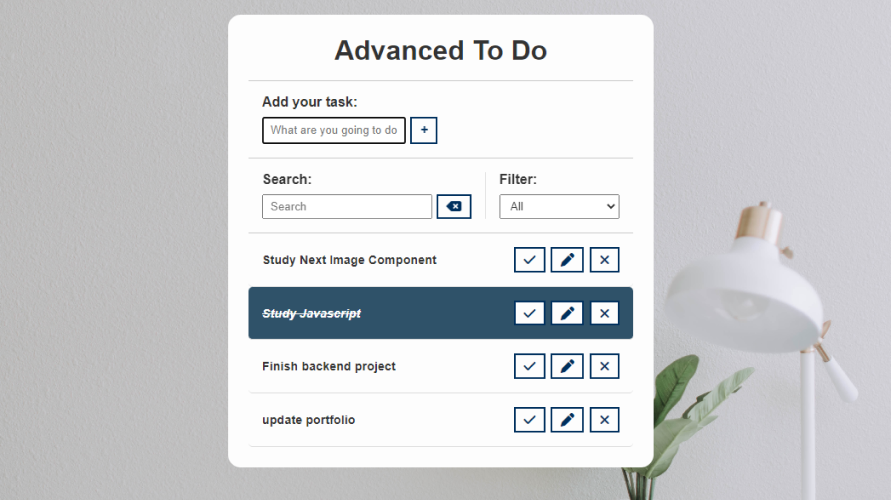 Advanced To Do
Add your task:
What are you going to do
+
Search:
Filter:
Search
All
Study Next Image Component
Study Javascript
Finish backend project
update portfolio